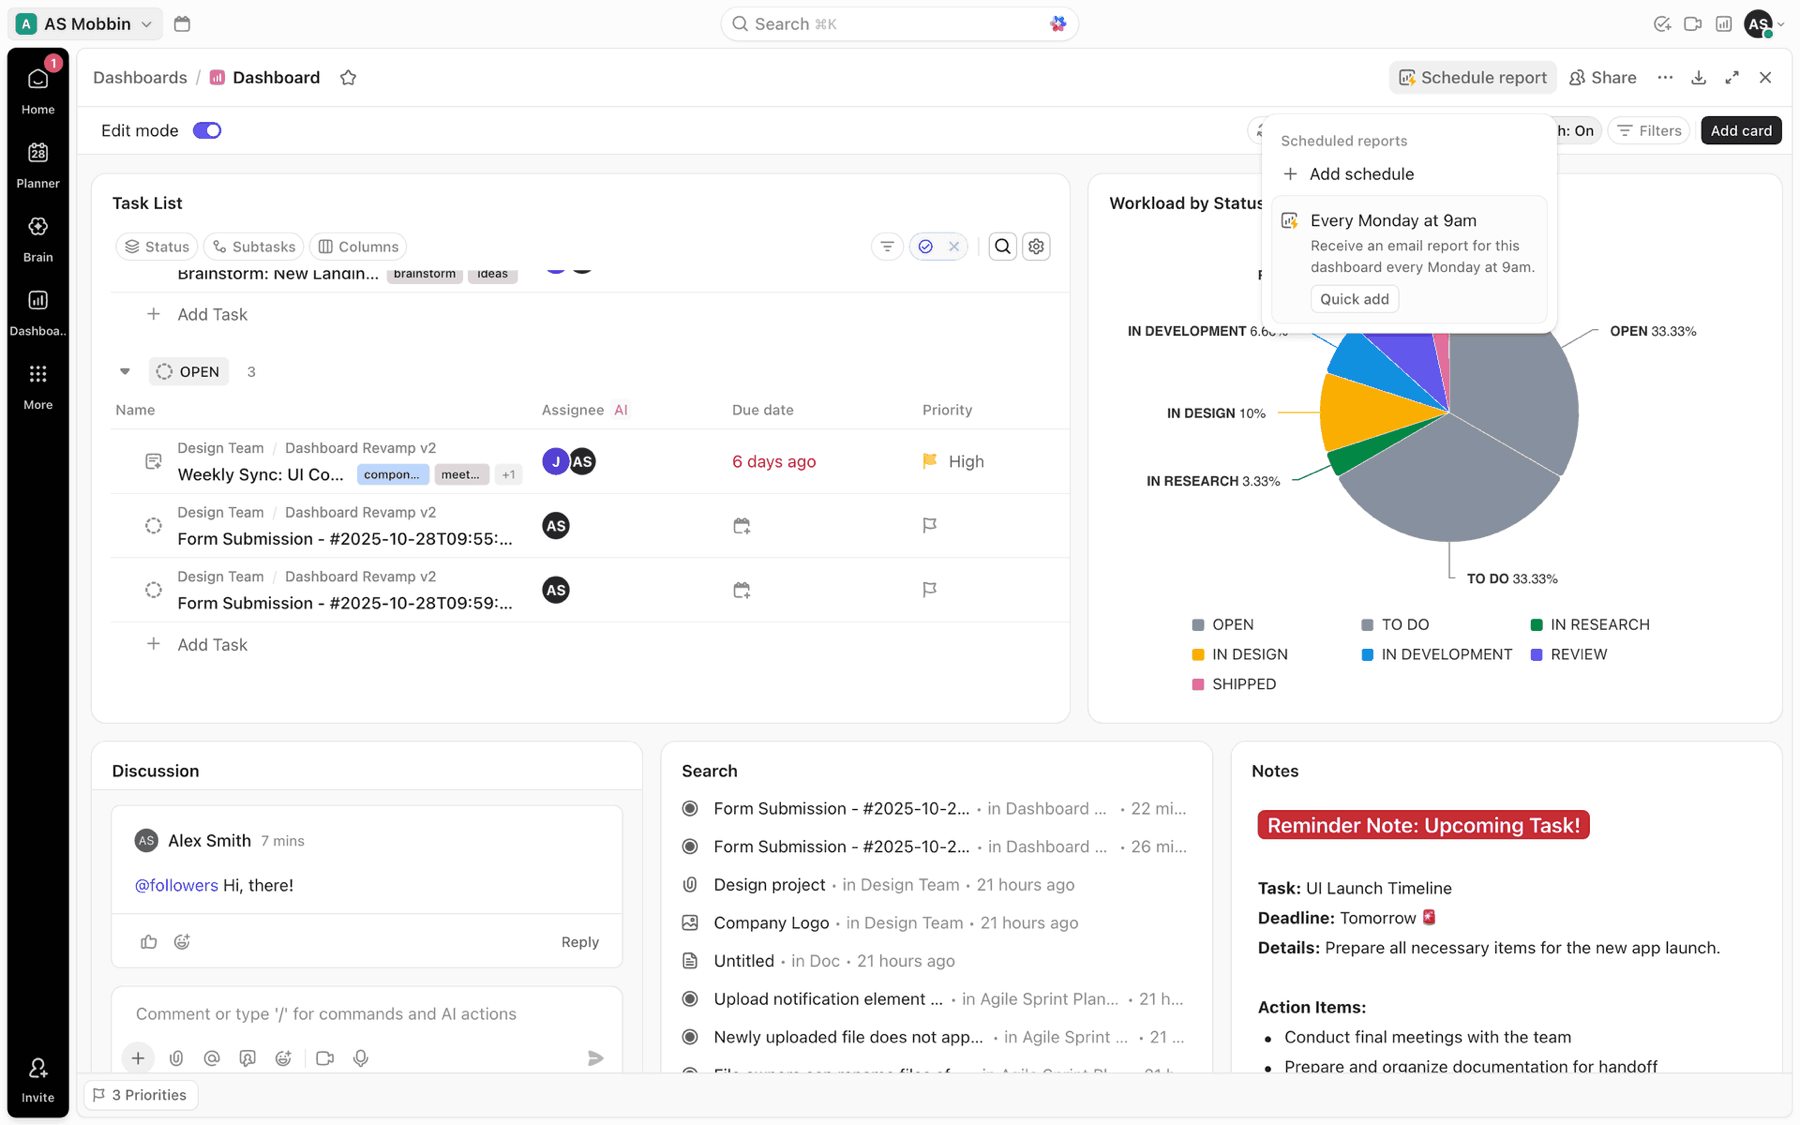 A AS Mobbin
Search ⌘K
AS
1
Home
28
Planner
Brain
Dashboa..
More
Invite
Dashboards / Dashboard
Schedule report
Share
Edit mode
h: On
Filters
Add card
Scheduled reports
Add schedule
Every Monday at 9am
Receive an email report for this
dashboard every Monday at 9am.
Quick add
Task List
Status
Subtasks
Columns
Brainstorm: New Landin... brainstorm ideas
Add Task
OPEN 3
Name Assignee AI Due date Priority
Design Team / Dashboard Revamp v2
Weekly Sync: UI Co... compon... meet... +1 J AS 6 days ago High
Design Team / Dashboard Revamp v2
Form Submission - #2025-10-28T09:55:... AS
Design Team / Dashboard Revamp v2
Form Submission - #2025-10-28T09:59:... AS
Add Task
Workload by Status
IN DEVELOPMENT
OPEN 33.33%
IN DESIGN 10%
IN RESEARCH 3.33%
TO DO 33.33%
OPEN TO DO IN RESEARCH
IN DESIGN IN DEVELOPMENT REVIEW
SHIPPED
Discussion
AS Alex Smith 7 mins
@followers Hi, there!
Reply
Comment or type '/' for commands and AI actions
Search
Form Submission - #2025-10-2... • in Dashboard ... • 22 mi...
Form Submission - #2025-10-2... • in Dashboard ... • 26 mi...
Design project • in Design Team • 21 hours ago
Company Logo • in Design Team • 21 hours ago
Untitled • in Doc • 21 hours ago
Upload notification element ... • in Agile Sprint Plan... • 21 h...
Newly uploaded file does not app... • in Agile Sprint ... • 21 ...
Notes
Reminder Note: Upcoming Task!
Task: UI Launch Timeline
Deadline: Tomorrow 🚨
Details: Prepare all necessary items for the new app launch.
Action Items:
• Conduct final meetings with the team
• Prepare and organize documentation for handoff
3 Priorities